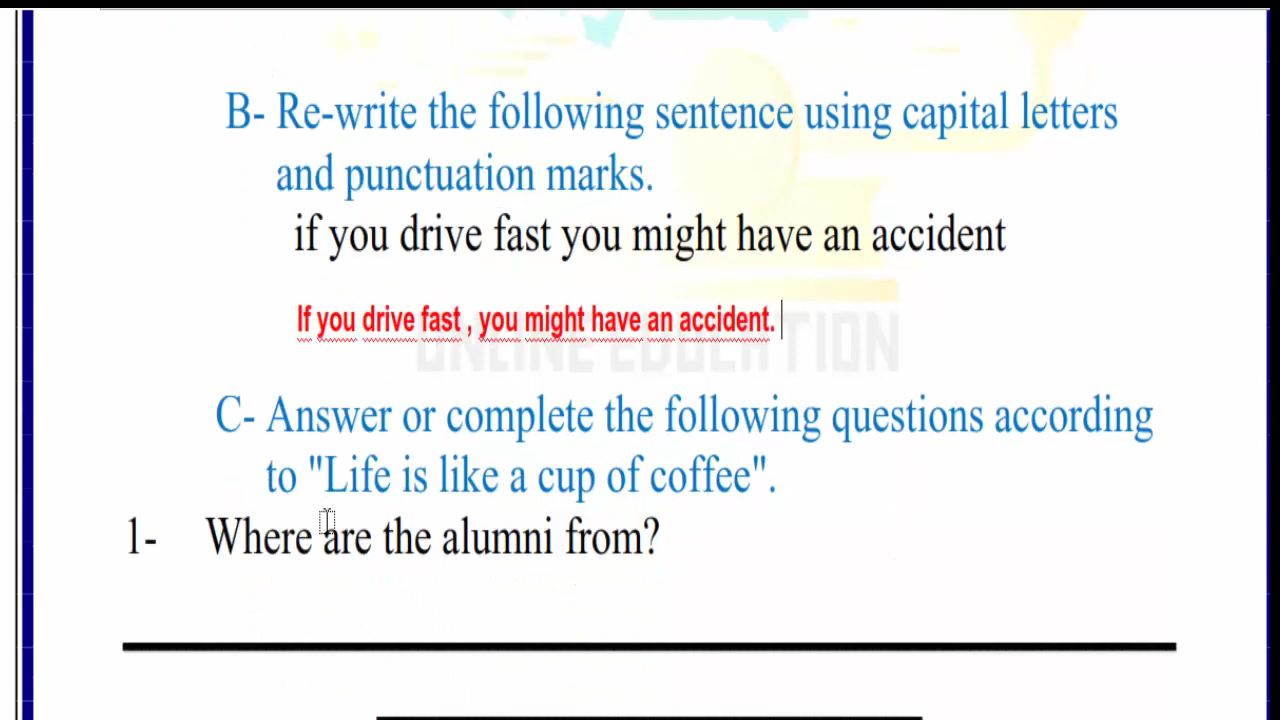 B- Re-write the following sentence using capital letters
and punctuation marks.
if you drive fast you might have an accident
If you drive fast , you might have an accident.
ONLINE EDUCATION
C- Answer or complete the following questions according
to "Life is like a cup of coffee".
1- Where are the alumni from?